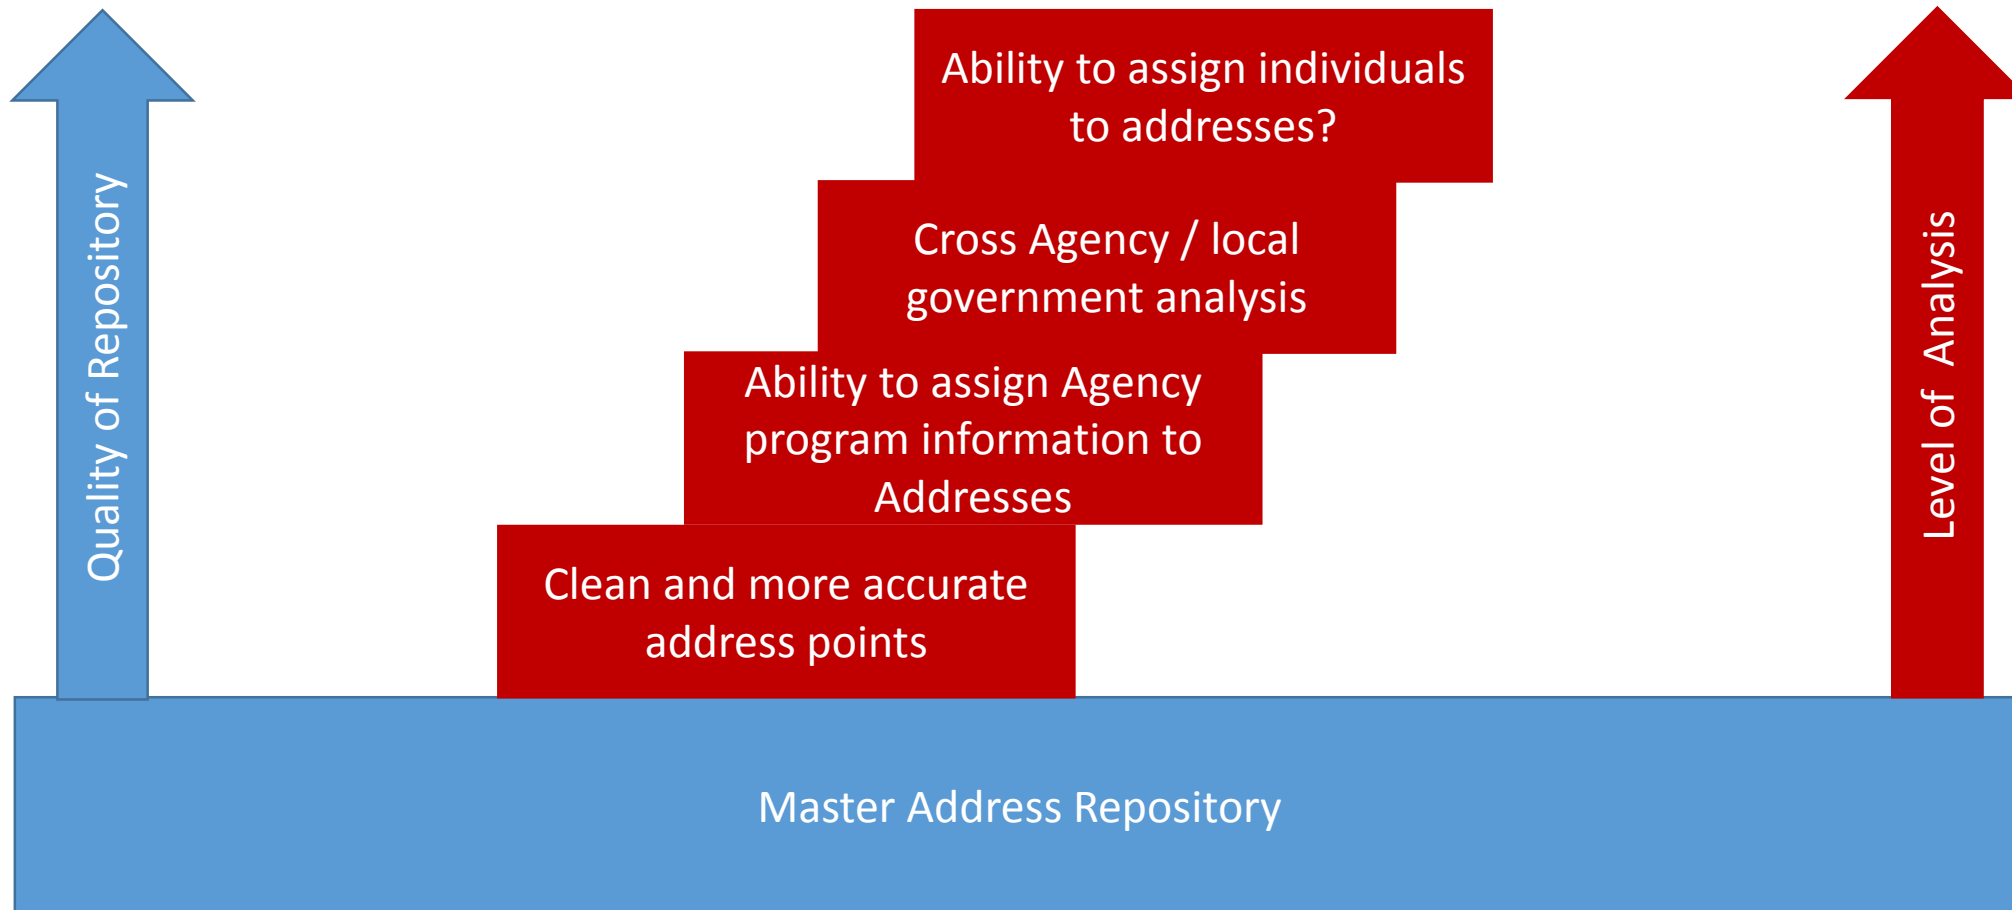 Ability to assign individuals
to addresses?
Cross Agency / local
government analysis
Ability to assign Agency
program information to
Addresses
Clean and more accurate
address points
Quality of Repository
Level of  Analysis
Master Address Repository